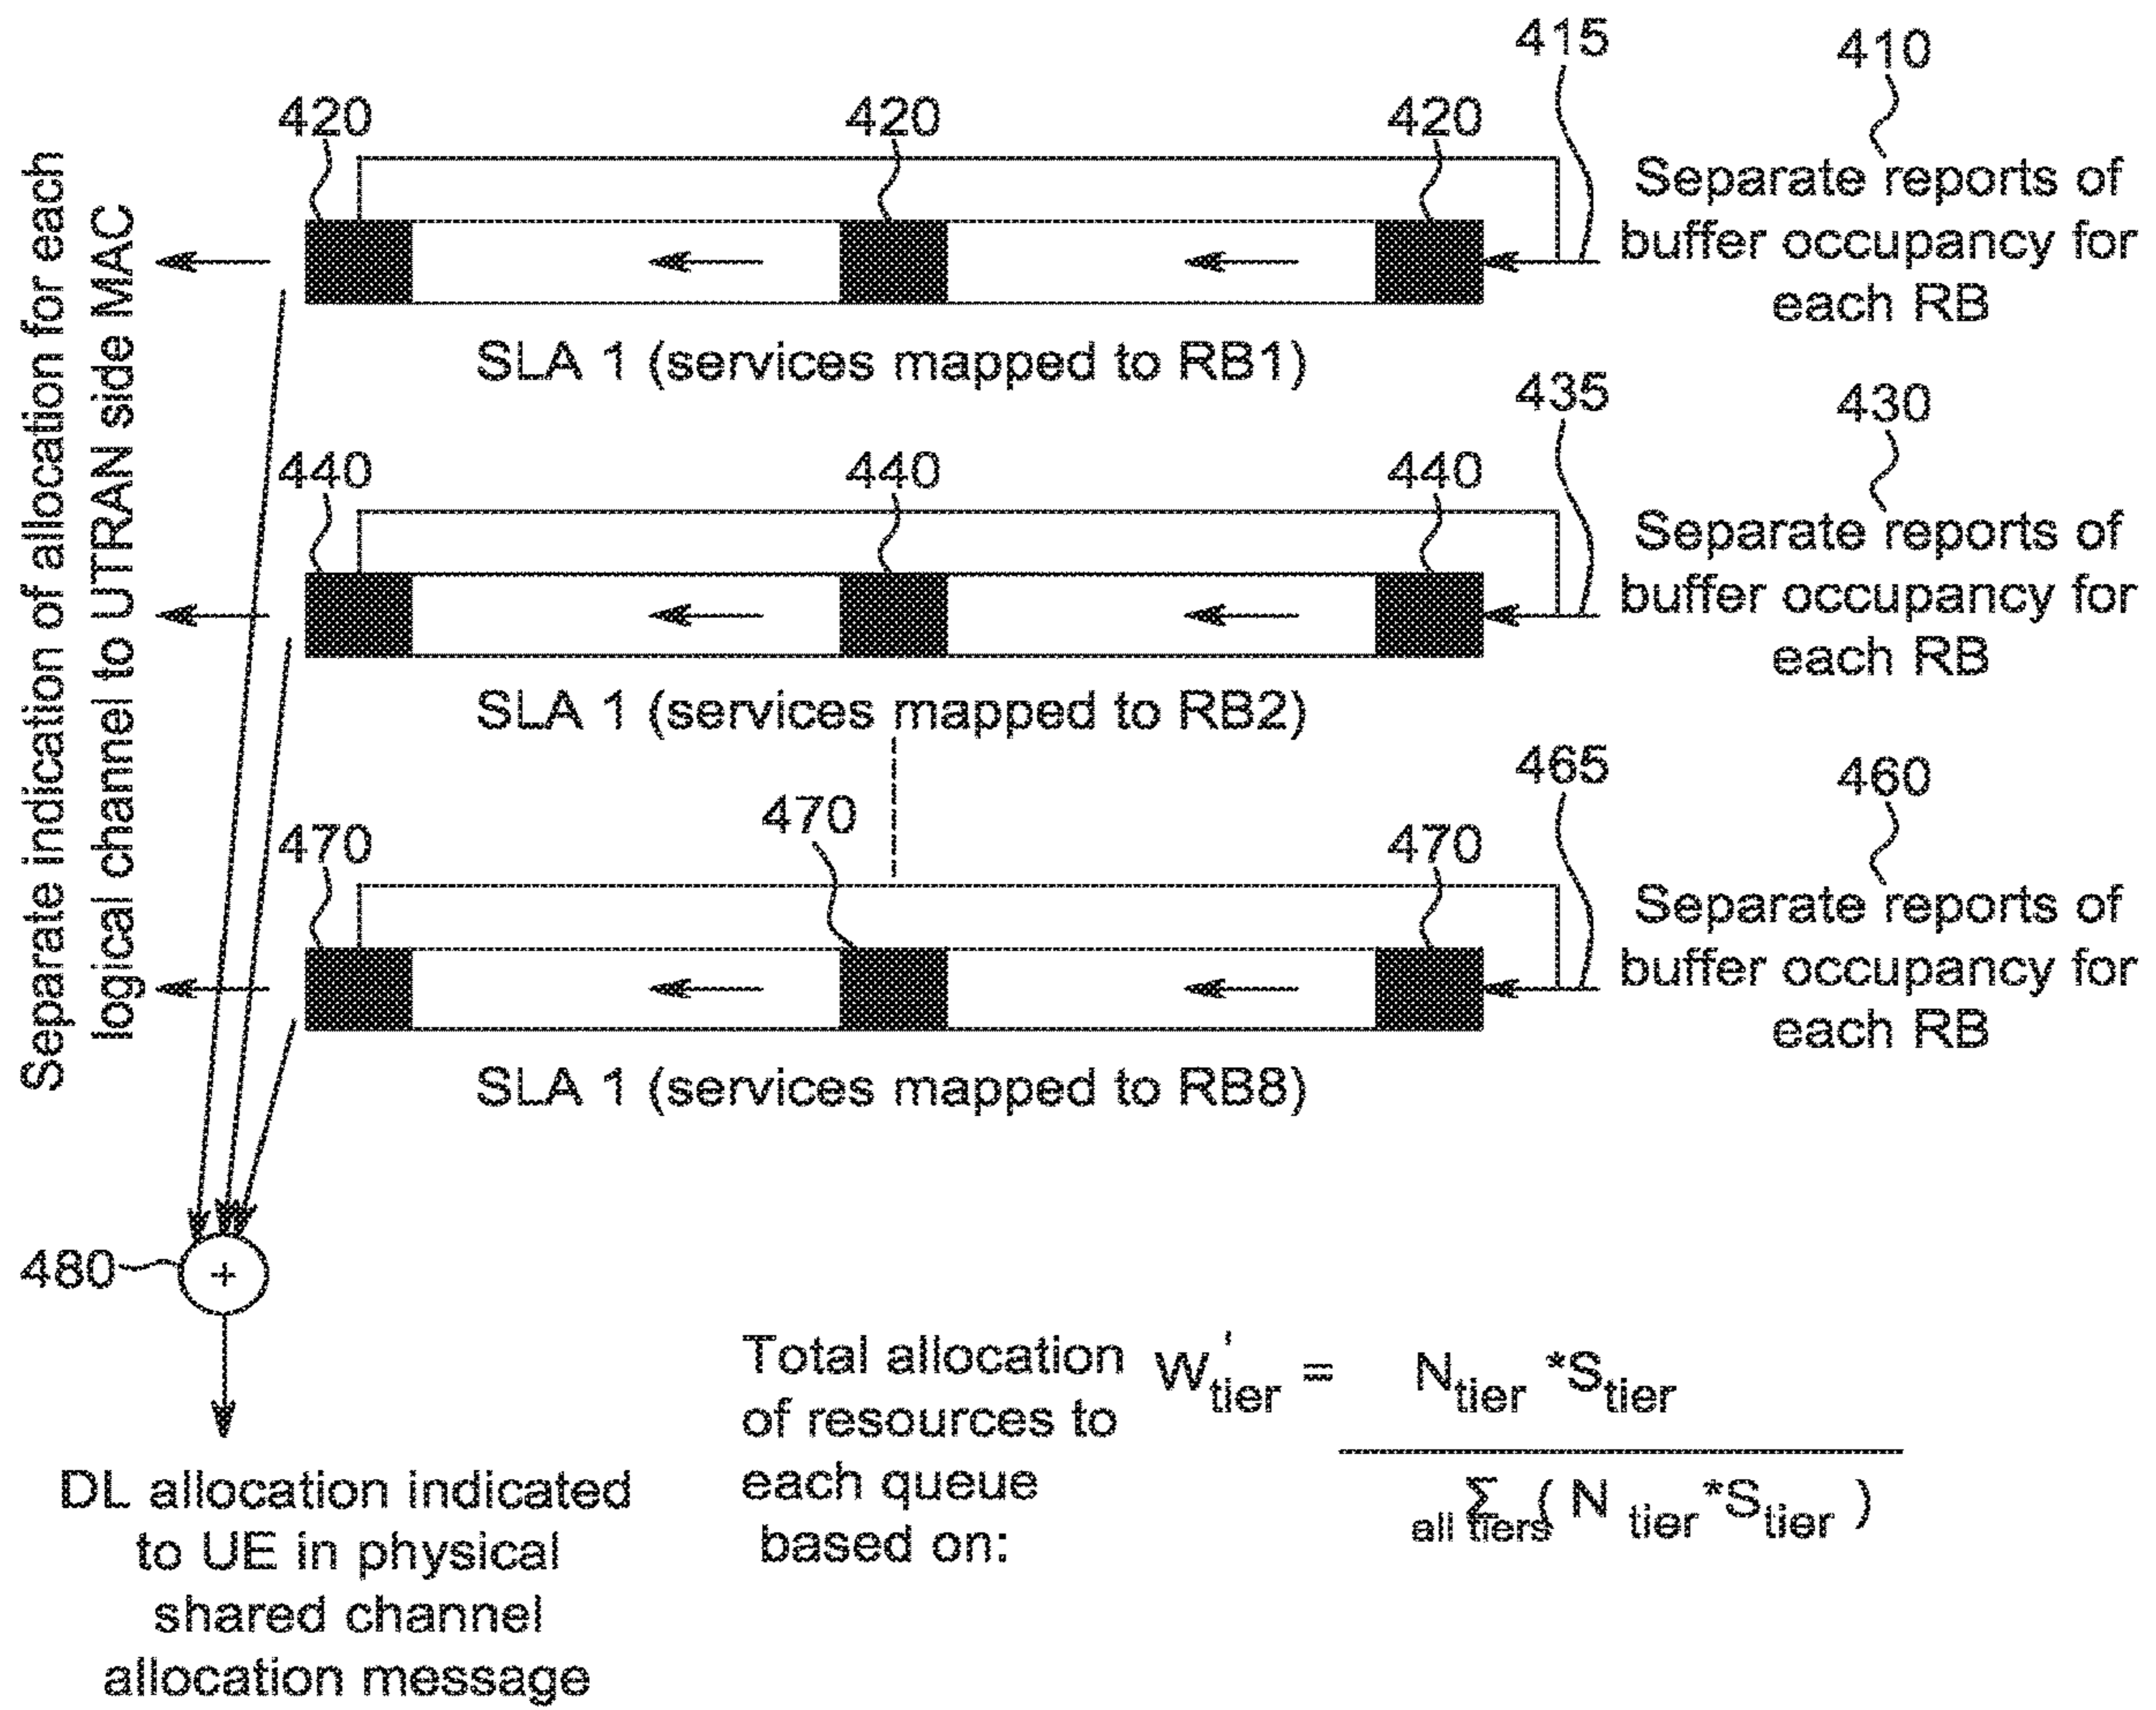 415
410
420
420
420
Separate reports of
buffer occupancy for
each RB
SLA 1 (services mapped to RB1)
435
430
440
440
440
Separate reports of
buffer occupancy for
each RB
SLA 1 (services mapped to RB2)
465
460
470
470
470
Separate reports of
buffer occupancy for
each RB
SLA 1 (services mapped to RB8)
Separate indication of allocation for each
logical channel to UTRAN side MAC
480
+
DL allocation indicated
to UE in physical
shared channel
allocation message
Total allocation
of resources to
each queue
based on:
W'tier = Ntier *Stier
Σ all tiers ( N tier *Stier )